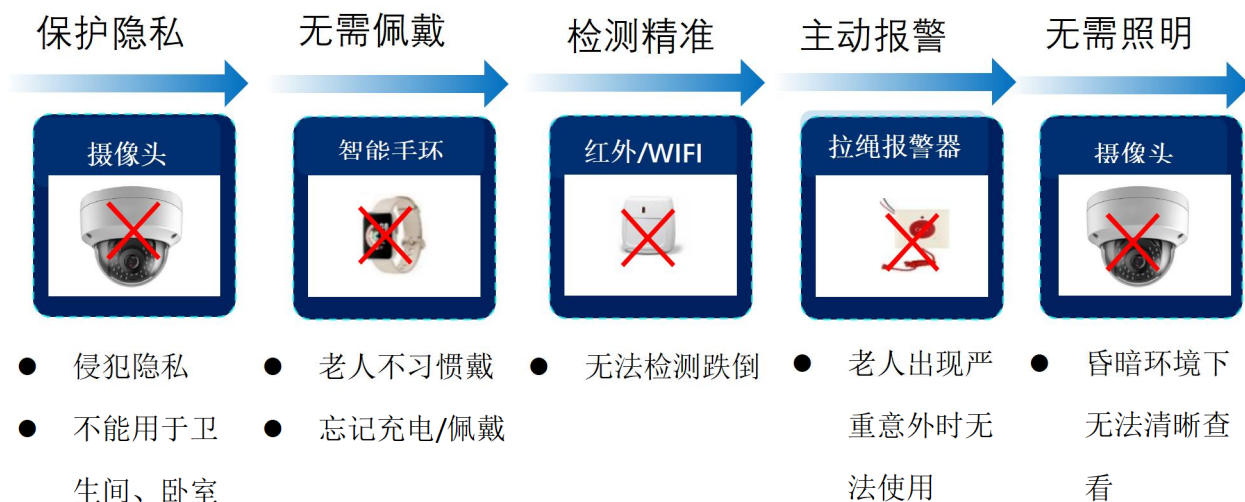 保护隐私
无需佩戴
检测精准
主动报警
无需照明
摄像头
智能手环
红外/WIFI
拉绳报警器
摄像头
● 侵犯隐私
● 不能用于卫
生间、卧室
● 老人不习惯戴
● 忘记充电/佩戴
● 无法检测跌倒
● 老人出现严
重意外时无
法使用
● 昏暗环境下
无法清晰查
看